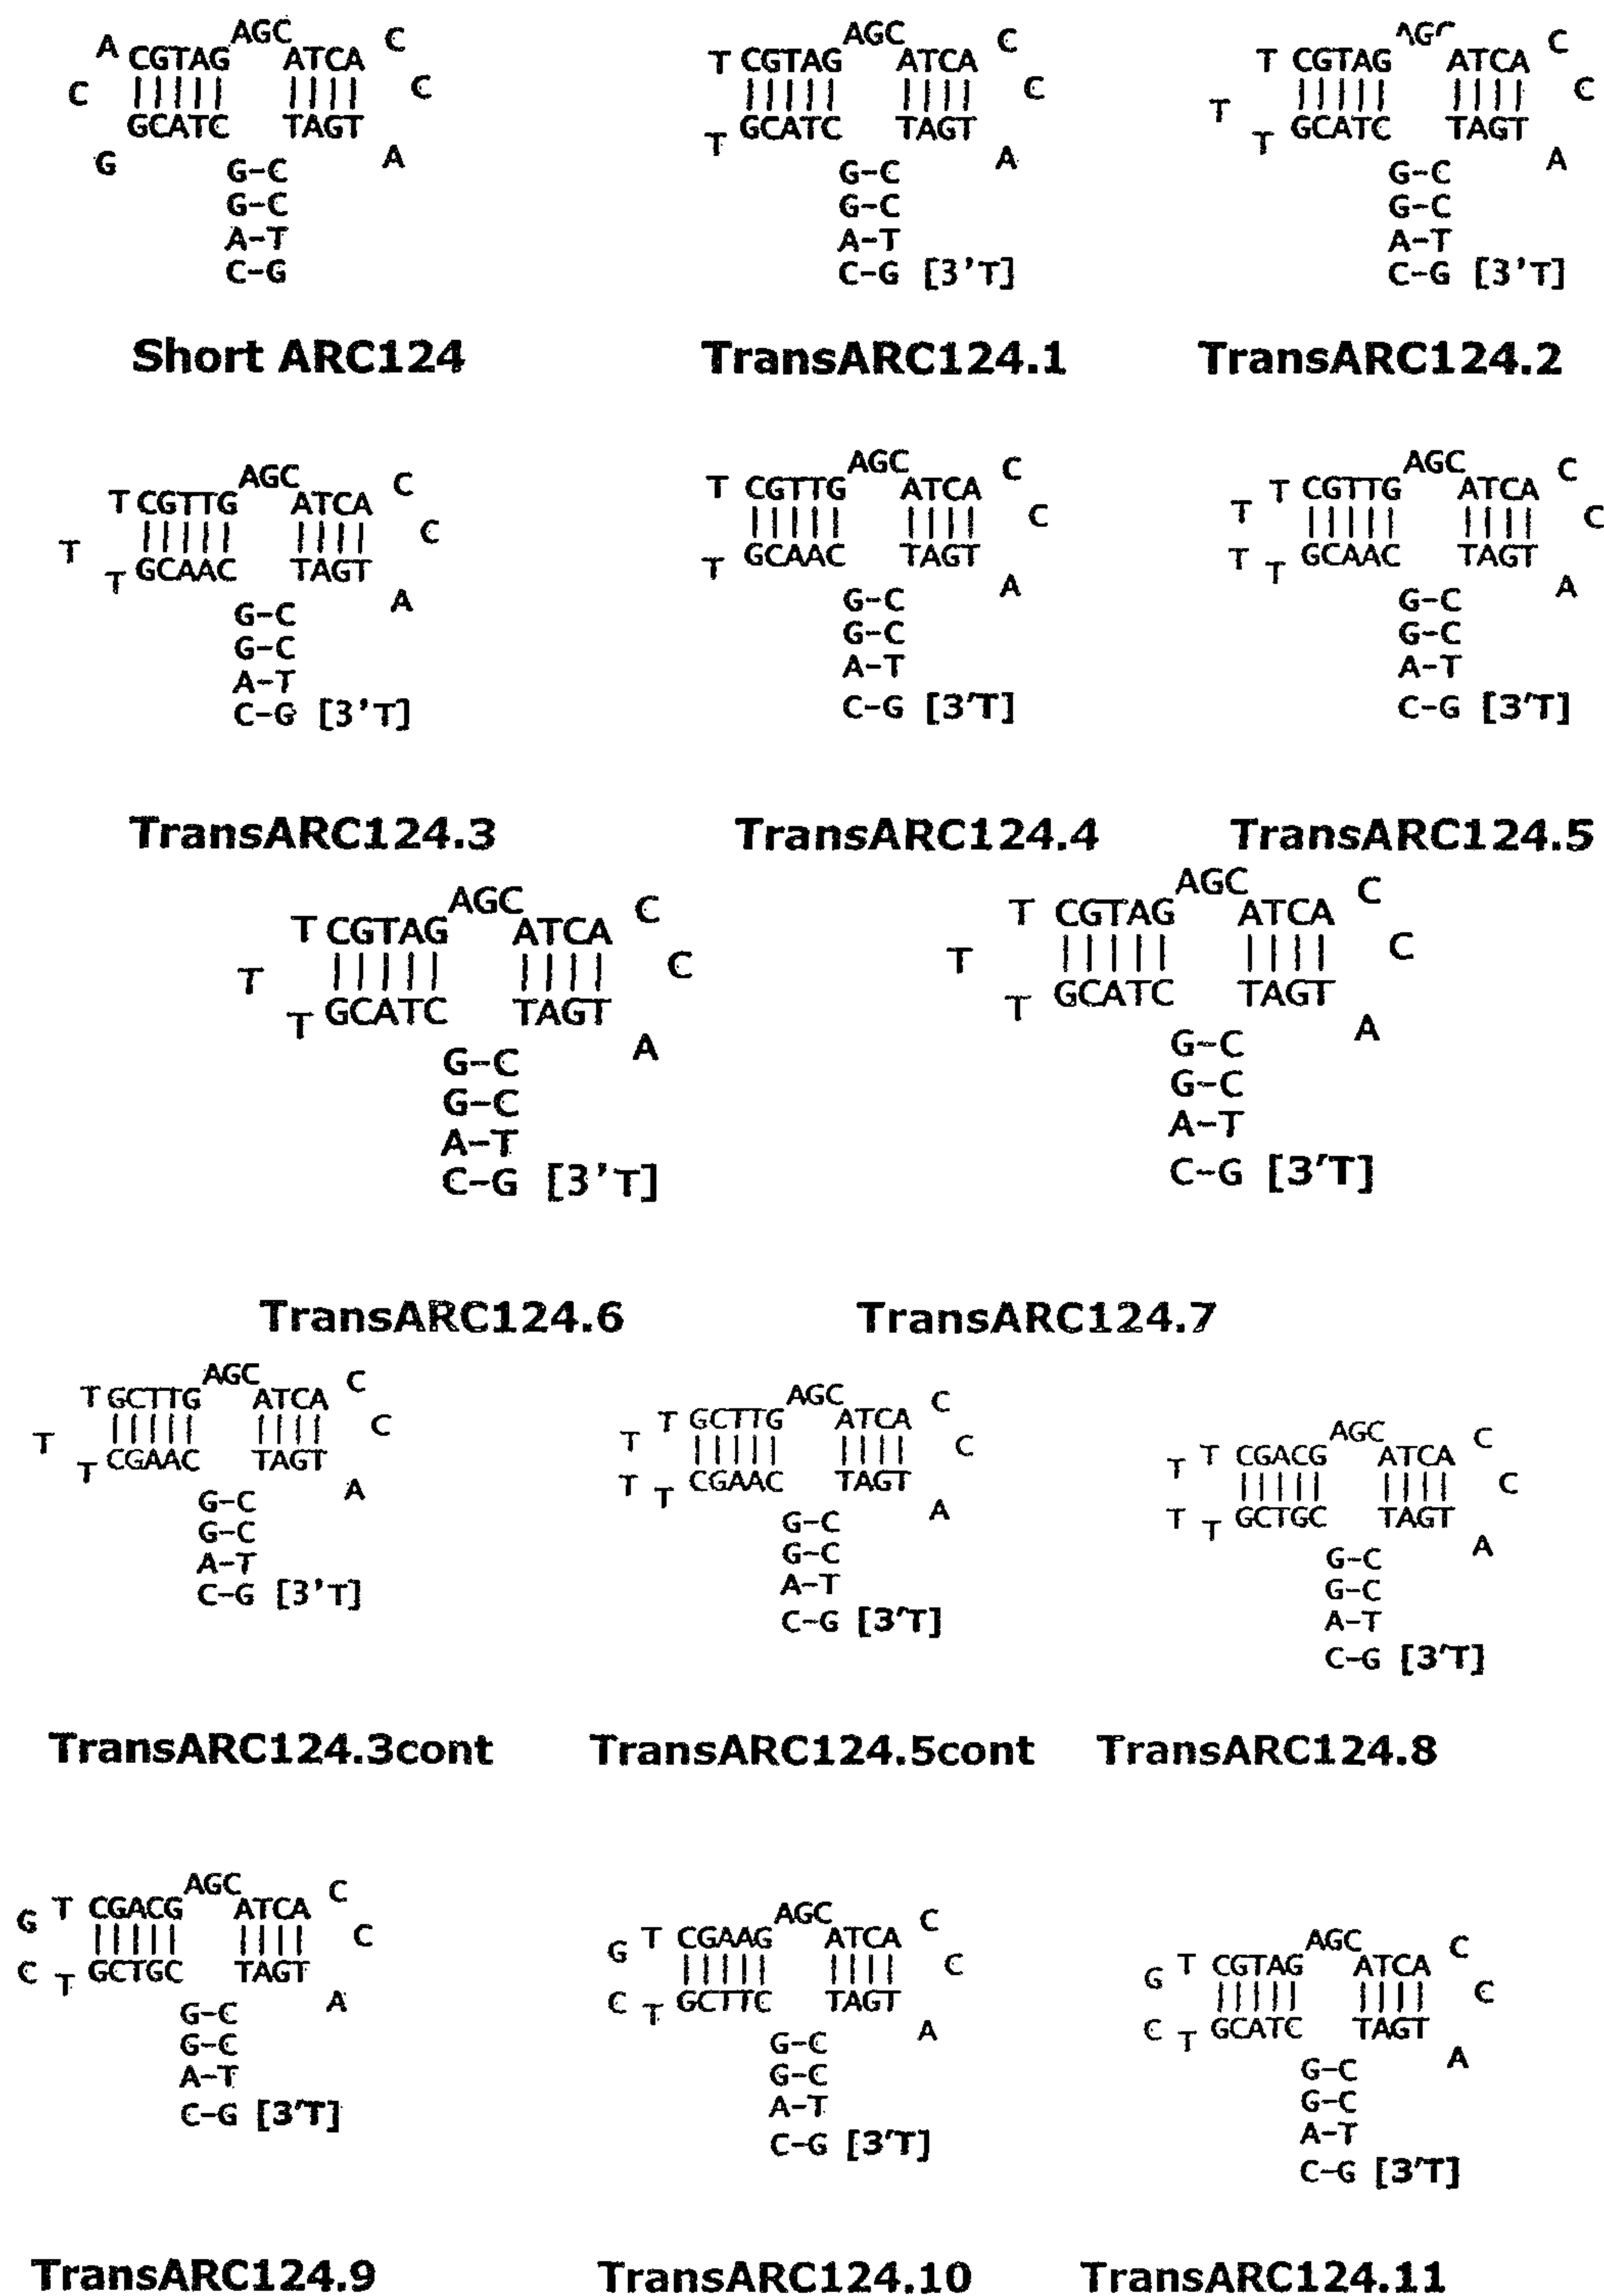 AGC AGC
A CGTAG ATCA C T CGTAG ATCA C T CGTAG ATCA C
C C C T C
GCATC TAGT T GCATC TAGT T GCATC TAGT
G G-C A G-C A G-C A
G-C G-C G-C
A-T A-T A-T
C-G C-G [3'T] C-G [3'T]
Short ARC124 TransARC124.1 TransARC124.2
AGC AGC AGC
T CGTTG ATCA C T CGTTG ATCA C T CGTTG ATCA C
T C C T C
T GCAAC TAGT T GCAAC TAGT T T GCAAC TAGT
G-C A G-C A G-C A
G-C G-C G-C
A-T A-T A-T
C-G [3'T] C-G [3'T] C-G [3'T]
TransARC124.3 TransARC124.4 TransARC124.5
AGC AGC
T CGTAG ATCA C T CGTAG ATCA C
T C T C
T GCATC TAGT T GCATC TAGT
G-C A G-C A
G-C G-C
A-T A-T
C-G [3'T] C-G [3'T]
TransARC124.6 TransARC124.7
AGC AGC AGC
T GCTTG ATCA C T GCTTG ATCA C T T CGACG ATCA C
T C T C C
T CGAAC TAGT T T CGAAC TAGT T T GCTGC TAGT
G-C A G-C A G-C A
G-C G-C G-C
A-T A-T A-T
C-G [3'T] C-G [3'T] C-G [3'T]
TransARC124.3cont TransARC124.5cont TransARC124.8
AGC AGC AGC
G T CGACG ATCA C G T CGAAG ATCA C G T CGTAG ATCA C
C C C
C T GCTGC TAGT C T GCTTC TAGT C T GCATC TAGT
G-C A G-C A G-C A
G-C G-C G-C
A-T A-T A-T
C-G [3'T] C-G [3'T] C-G [3'T]
TransARC124.9 TransARC124.10 TransARC124.11